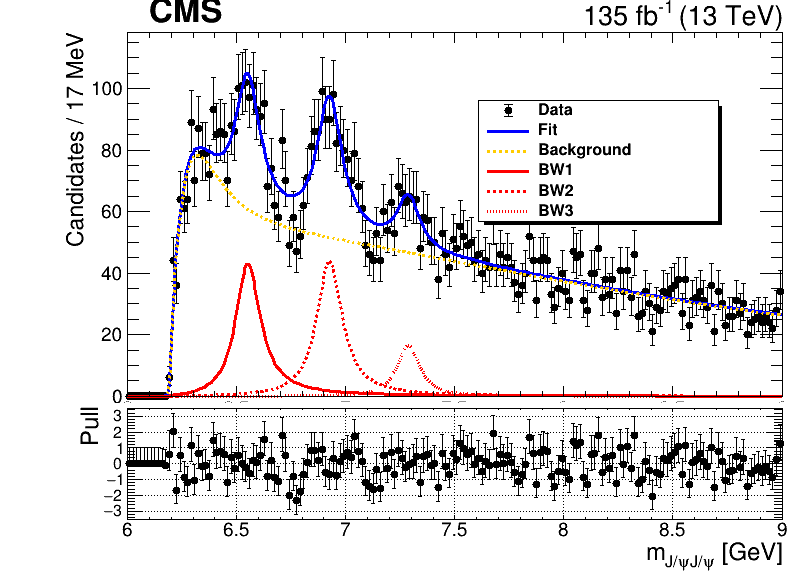 CMS
135 fb⁻¹ (13 TeV)
Candidates / 17 MeV
100
80
60
40
20
0
Data
Fit
Background
BW1
BW2
BW3
Pull
3
2
1
0
−1
−2
−3
6
6.5
7
7.5
8
8.5
9
m_J/ψJ/ψ [GeV]